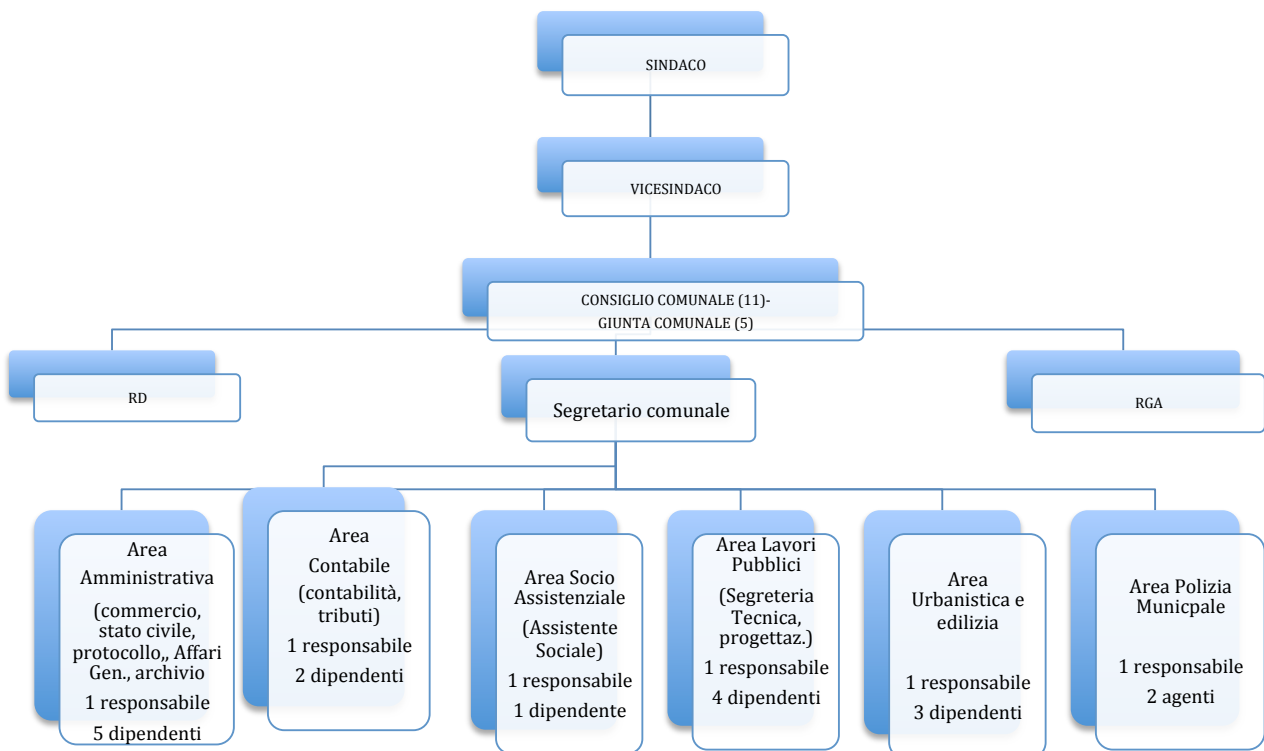 SINDACO
VICESINDACO
CONSIGLIO COMUNALE (11)-
GIUNTA COMUNALE (5)
RD
Segretario comunale
RGA
Area
Amministrativa
(commercio,
stato civile,
protocollo,, Affari
Gen., archivio
1 responsabile
5 dipendenti
Area
Contabile
(contabilità,
tributi)
1 responsabile
2 dipendenti
Area Socio
Assistenziale
(Assistente
Sociale)
1 responsabile
1 dipendente
Area Lavori
Pubblici
(Segreteria
Tecnica,
progettaz.)
1 responsabile
4 dipendenti
Area
Urbanistica e
edilizia
1 responsabile
3 dipendenti
Area Polizia
Municpale
1 responsabile
2 agenti